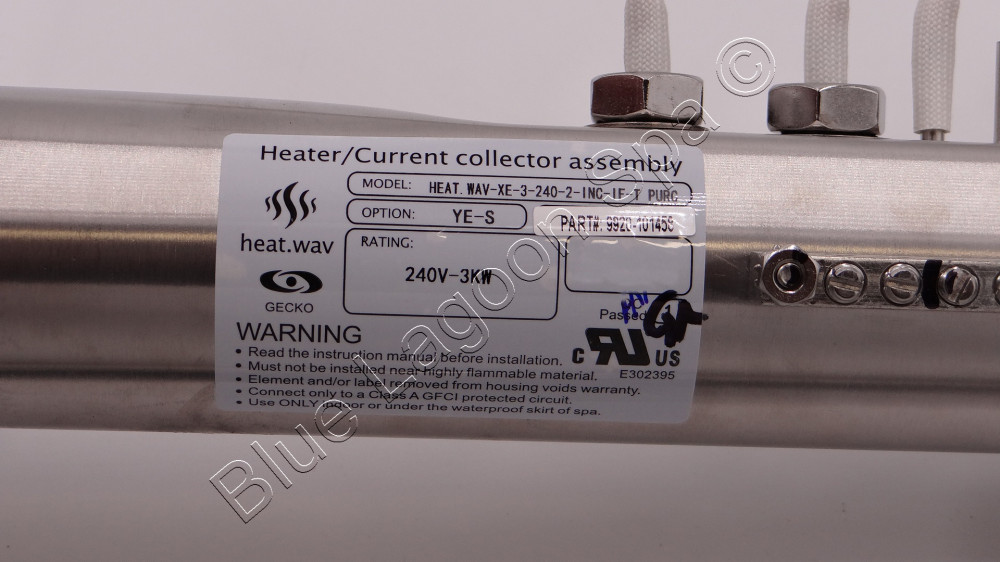 Heater/Current collector assembly
MODEL: HEAT.WAV-XE-3-240-2-INC-IF-T PURC
OPTION: YE-S
PART#: 9920-101458
heat.wav
RATING:
240V-3KW
GECKO
Passed
WARNING
• Read the instruction manual before installation.
• Must not be installed near highly flammable material.
• Element and/or label removed from housing voids warranty.
• Connect only to a Class A GFCI protected circuit.
• Use ONLY indoor or under the waterproof skirt of spa.
C RU US
E302395
Blue Lagoon Spa ©